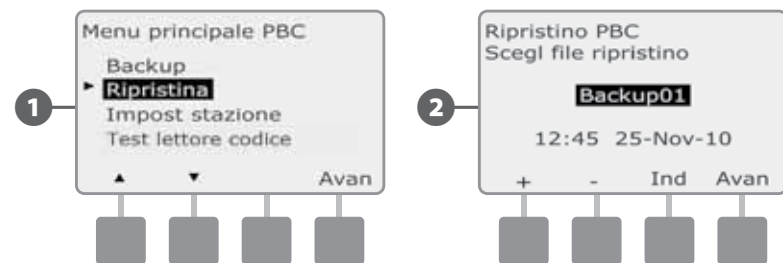 1
Menu principale PBC
Backup
► Ripristina
Impost stazione
Test lettore codice
▲ ▼ Avan
2
Ripristino PBC
Scegl file ripristino
Backup01
12:45 25-Nov-10
+ - Ind Avan